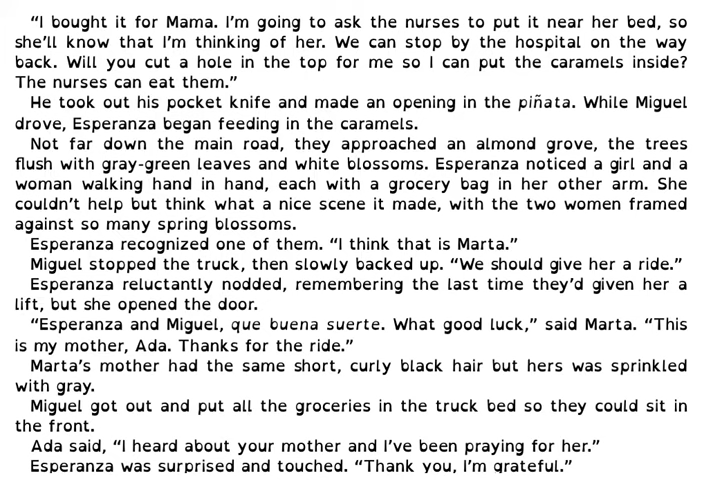 “I bought it for Mama. I’m going to ask the nurses to put it near her bed, so
she’ll know that I’m thinking of her. We can stop by the hospital on the way
back. Will you cut a hole in the top for me so I can put the caramels inside?
The nurses can eat them.”
He took out his pocket knife and made an opening in the piñata. While Miguel
drove, Esperanza began feeding in the caramels.
Not far down the main road, they approached an almond grove, the trees
flush with gray-green leaves and white blossoms. Esperanza noticed a girl and a
woman walking hand in hand, each with a grocery bag in her other arm. She
couldn’t help but think what a nice scene it made, with the two women framed
against so many spring blossoms.
Esperanza recognized one of them. “I think that is Marta.”
Miguel stopped the truck, then slowly backed up. “We should give her a ride.”
Esperanza reluctantly nodded, remembering the last time they’d given her a
lift, but she opened the door.
“Esperanza and Miguel, que buena suerte. What good luck,” said Marta. “This
is my mother, Ada. Thanks for the ride.”
Marta’s mother had the same short, curly black hair but hers was sprinkled
with gray.
Miguel got out and put all the groceries in the truck bed so they could sit in
the front.
Ada said, “I heard about your mother and I’ve been praying for her.”
Esperanza was surprised and touched. “Thank you, I’m grateful.”